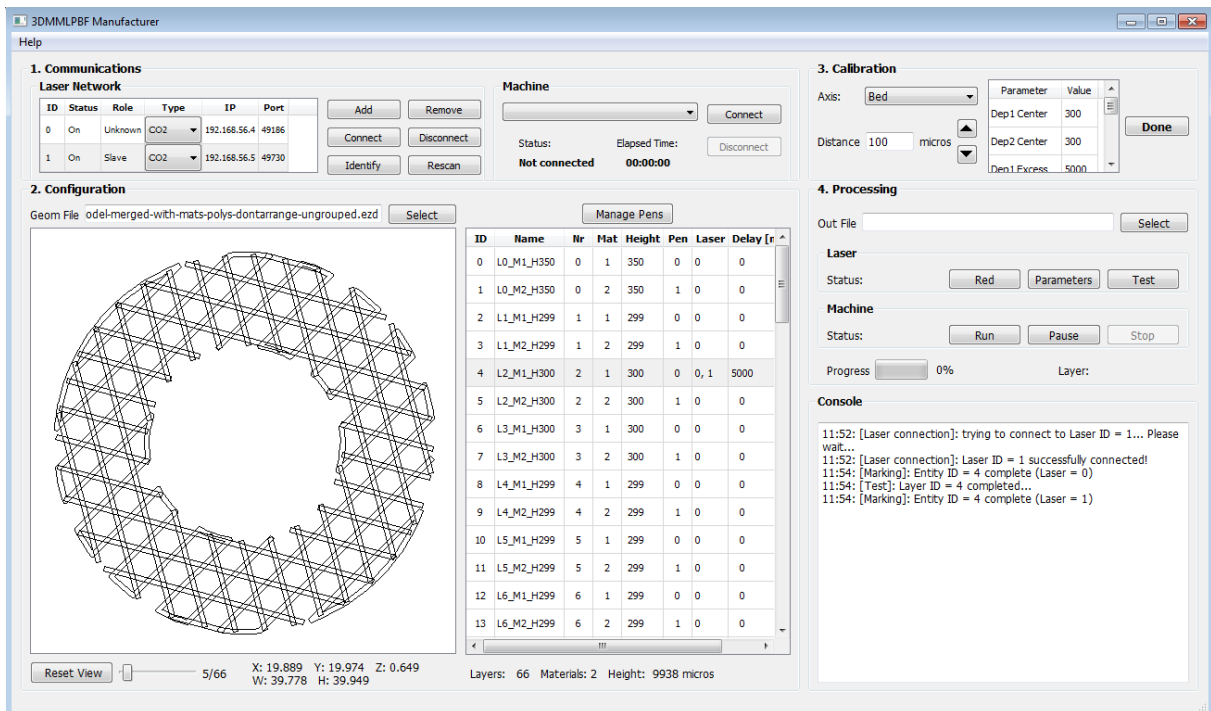 3DMMLPBF Manufacturer
Help
1. Communications
Laser Network
ID Status Role Type IP Port
0 On Unknown CO2 192.168.56.4 49186
1 On Slave CO2 192.168.56.5 49730
Add Remove
Connect Disconnect
Identify Rescan
Machine
Connect
Status: Elapsed Time:
Not connected 00:00:00
Disconnect
2. Configuration
Geom File odel-merged-with-mats-polys-dontarrange-ungrouped.ezd Select
Manage Pens
ID Name Nr Mat Height Pen Laser Delay [
0 L0_M1_H350 0 1 350 0 0 0
1 L0_M2_H350 0 2 350 1 0 0
2 L1_M1_H299 1 1 299 0 0 0
3 L1_M2_H299 1 2 299 1 0 0
4 L2_M1_H300 2 1 300 0 0, 1 5000
5 L2_M2_H300 2 2 300 1 0 0
6 L3_M1_H300 3 1 300 0 0 0
7 L3_M2_H300 3 2 300 1 0 0
8 L4_M1_H299 4 1 299 0 0 0
9 L4_M2_H299 4 2 299 1 0 0
10 L5_M1_H299 5 1 299 0 0 0
11 L5_M2_H299 5 2 299 1 0 0
12 L6_M1_H299 6 1 299 0 0 0
13 L6_M2_H299 6 2 299 1 0 0
Reset View 5/66
X: 19.889 Y: 19.974 Z: 0.649
W: 39.778 H: 39.949
Layers: 66 Materials: 2 Height: 9938 micros
3. Calibration
Axis: Bed
Distance 100 micros
Parameter Value
Dep1 Center 300
Dep2 Center 300
Dep1 Excess 5000
Done
4. Processing
Out File Select
Laser
Status: Red Parameters Test
Machine
Status: Run Pause Stop
Progress 0% Layer:
Console
11:52: [Laser connection]: trying to connect to Laser ID = 1... Please
wait...
11:52: [Laser connection]: Laser ID = 1 successfully connected!
11:54: [Marking]: Entity ID = 4 complete (Laser = 0)
11:54: [Test]: Layer ID = 4 completed...
11:54: [Marking]: Entity ID = 4 complete (Laser = 1)